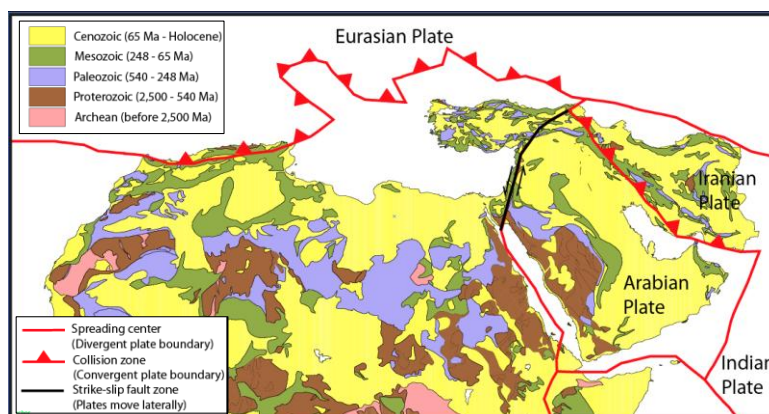 Cenozoic (65 Ma - Holocene)
Mesozoic (248 - 65 Ma)
Paleozoic (540 - 248 Ma)
Proterozoic (2,500 - 540 Ma)
Archean (before 2,500 Ma)
Eurasian Plate
Iranian
Plate
Arabian
Plate
Indian
Plate
Spreading center
(Divergent plate boundary)
Collision zone
(Convergent plate boundary)
Strike-slip fault zone
(Plates move laterally)